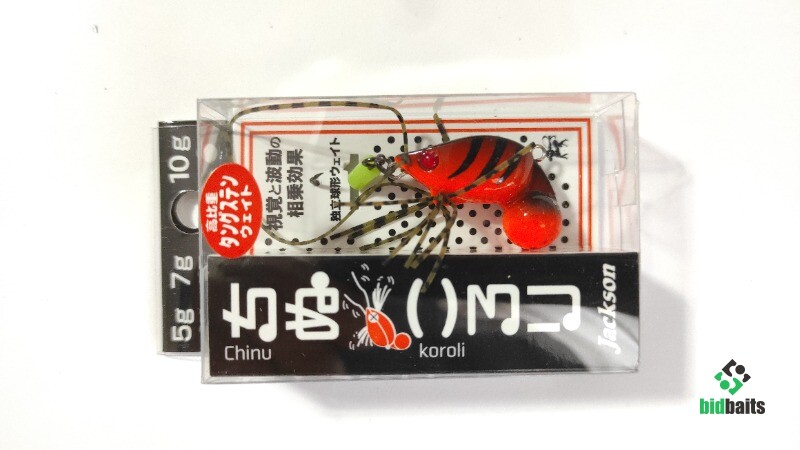 10g
7g
5g
高比重
タングステン
ウェイト
視覚と波動の
相乗効果
独立球形ウェイト
ちぬころり
Chinu koroli
Jackson
bidbaits